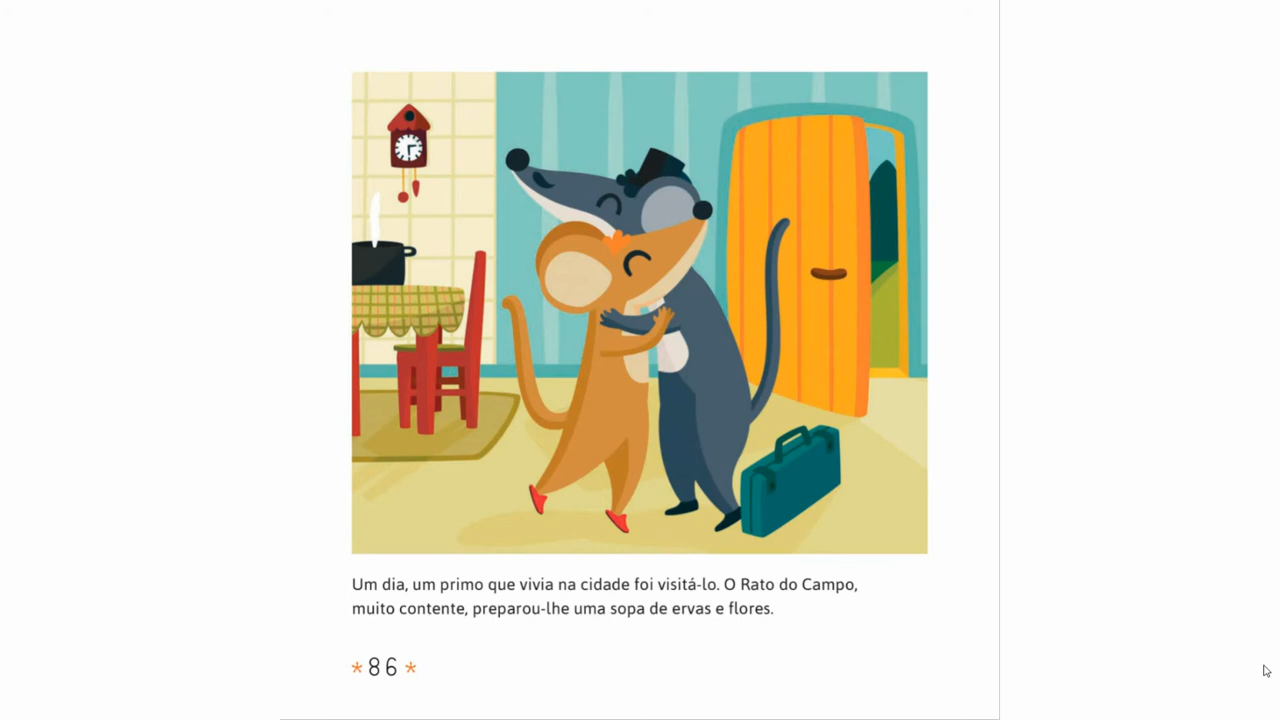 Um dia, um primo que vivia na cidade foi visitá-lo. O Rato do Campo,
muito contente, preparou-lhe uma sopa de ervas e flores.
* 86 *